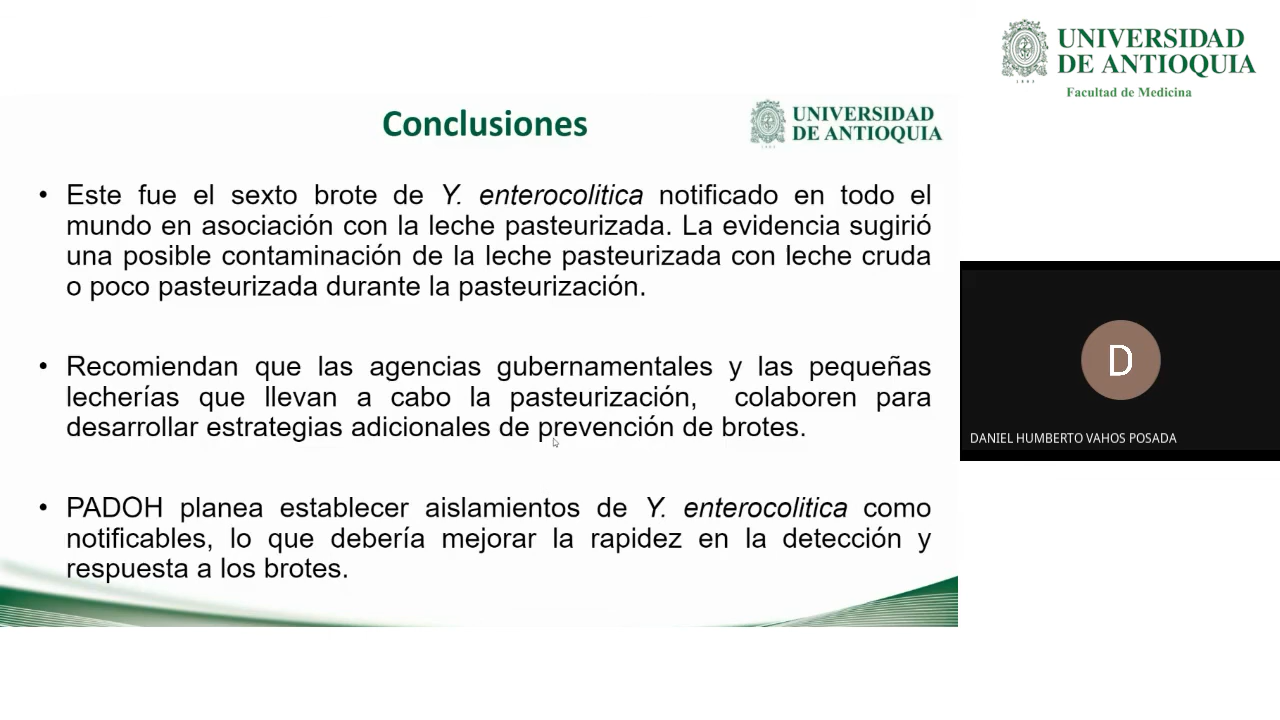 UNIVERSIDAD
DE ANTIOQUIA
1803
Facultad de Medicina
Conclusiones
UNIVERSIDAD
DE ANTIOQUIA
• Este fue el sexto brote de Y. enterocolitica notificado en todo el
mundo en asociación con la leche pasteurizada. La evidencia sugirió
una posible contaminación de la leche pasteurizada con leche cruda
o poco pasteurizada durante la pasteurización.
• Recomiendan que las agencias gubernamentales y las pequeñas
lecherías que llevan a cabo la pasteurización, colaboren para
desarrollar estrategias adicionales de prevención de brotes.
• PADOH planea establecer aislamientos de Y. enterocolitica como
notificables, lo que debería mejorar la rapidez en la detección y
respuesta a los brotes.
D
DANIEL HUMBERTO VAHOS POSADA